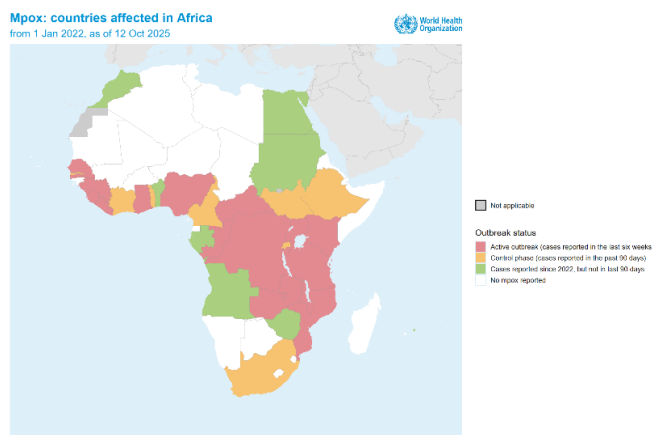 Mpox: countries affected in Africa
from 1 Jan 2022, as of 12 Oct 2025
World Health
Organization
Not applicable
Outbreak status
Active outbreak (cases reported in the last six weeks
Control phase (cases reported in the past 90 days)
Cases reported since 2022, but not in last 90 days
No mpox reported